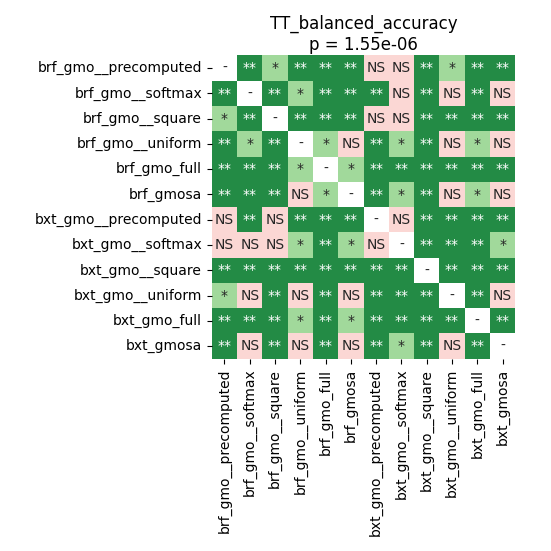 TT_balanced_accuracy
p = 1.55e-06
brf_gmo__precomputed - ** * ** ** ** NS NS ** * ** **
brf_gmo__softmax ** - ** * ** ** ** NS ** NS ** NS
brf_gmo__square * ** - ** ** ** NS NS ** ** ** **
brf_gmo__uniform ** * ** - * NS ** * ** NS * NS
brf_gmo_full ** ** ** * - * ** ** ** ** ** **
brf_gmosa ** ** ** NS * - ** * ** NS * NS
bxt_gmo__precomputed NS ** NS ** ** ** - NS ** ** ** **
bxt_gmo__softmax NS NS NS * ** * NS - ** ** ** *
bxt_gmo__square ** ** ** ** ** ** ** ** - ** ** **
bxt_gmo__uniform * NS ** NS ** NS ** ** ** - ** NS
bxt_gmo_full ** ** ** * ** * ** ** ** ** - **
bxt_gmosa ** NS ** NS ** NS ** * ** NS ** -
brf_gmo__precomputed
brf_gmo__softmax
brf_gmo__square
brf_gmo__uniform
brf_gmo_full
brf_gmosa
bxt_gmo__precomputed
bxt_gmo__softmax
bxt_gmo__square
bxt_gmo__uniform
bxt_gmo_full
bxt_gmosa